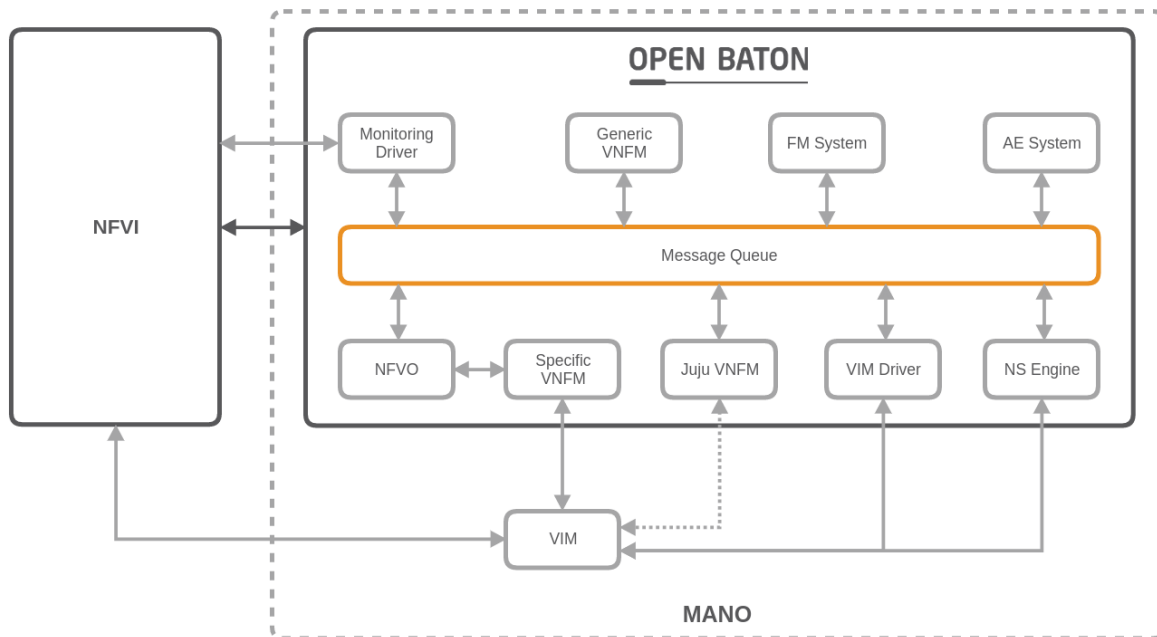 OPEN BATON
Monitoring
Driver
Generic
VNFM
FM System
AE System
NFVI
Message Queue
NFVO
Specific
VNFM
Juju VNFM
VIM Driver
NS Engine
VIM
MANO